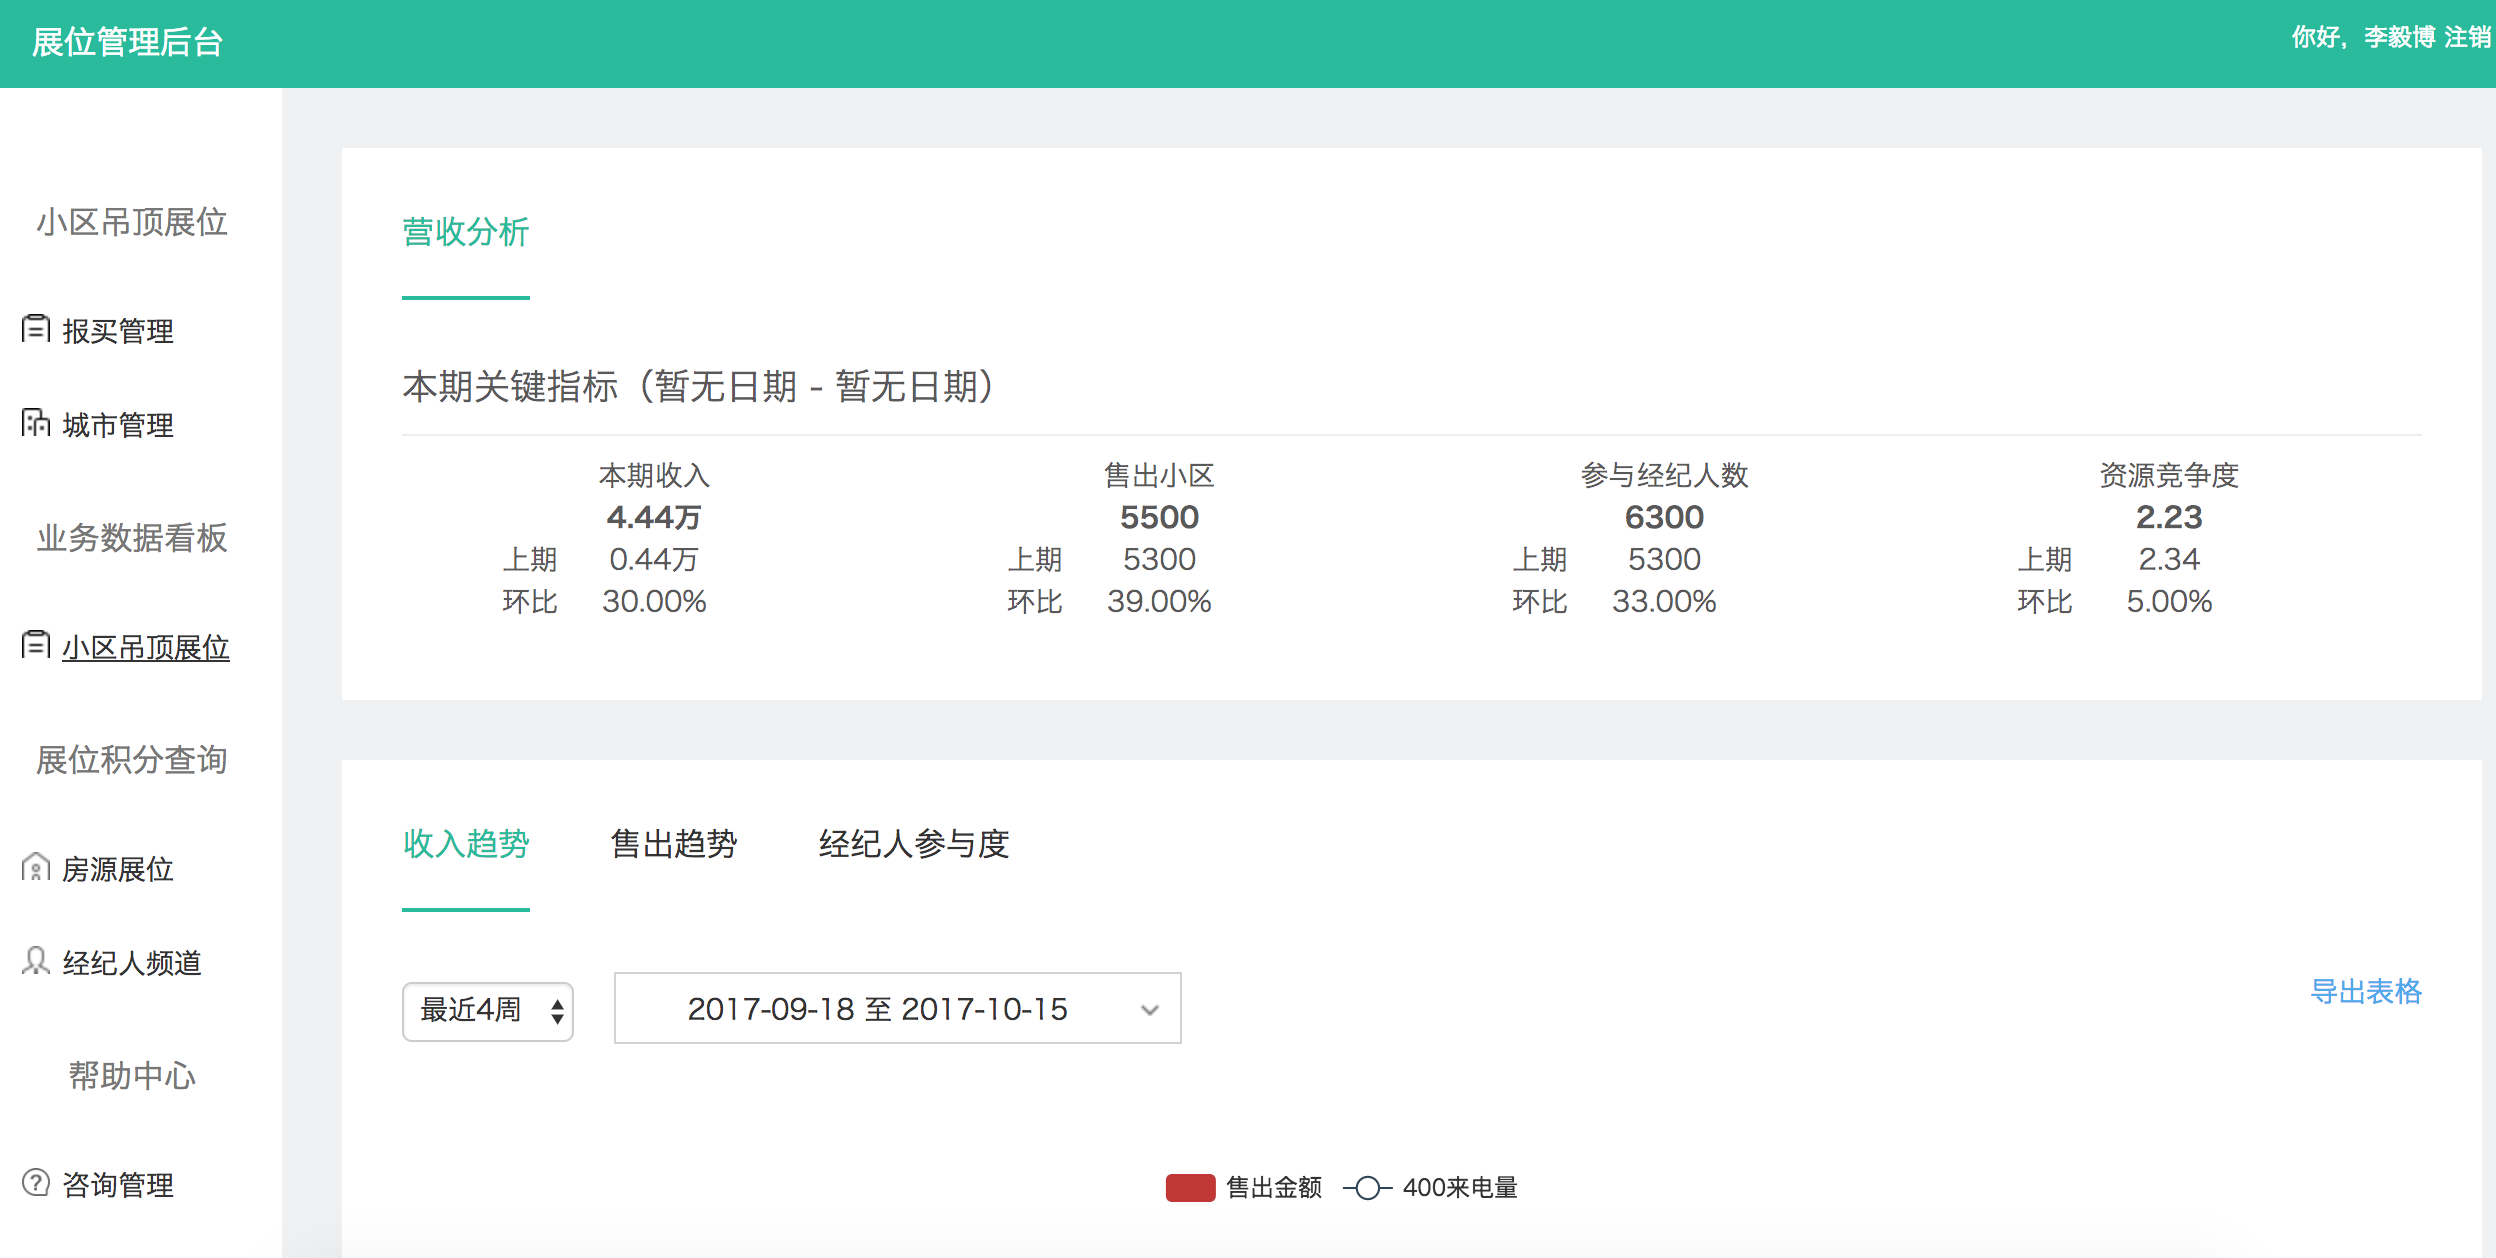 展位管理后台
你好，李毅博 注销
小区吊顶展位
报买管理
城市管理
业务数据看板
小区吊顶展位
展位积分查询
房源展位
经纪人频道
帮助中心
咨询管理
营收分析
本期关键指标（暂无日期 - 暂无日期）
本期收入
4.44万
上期 0.44万
环比 30.00%
售出小区
5500
上期 5300
环比 39.00%
参与经纪人数
6300
上期 5300
环比 33.00%
资源竞争度
2.23
上期 2.34
环比 5.00%
收入趋势 售出趋势 经纪人参与度
最近4周 2017-09-18 至 2017-10-15 导出表格
售出金额 400来电量